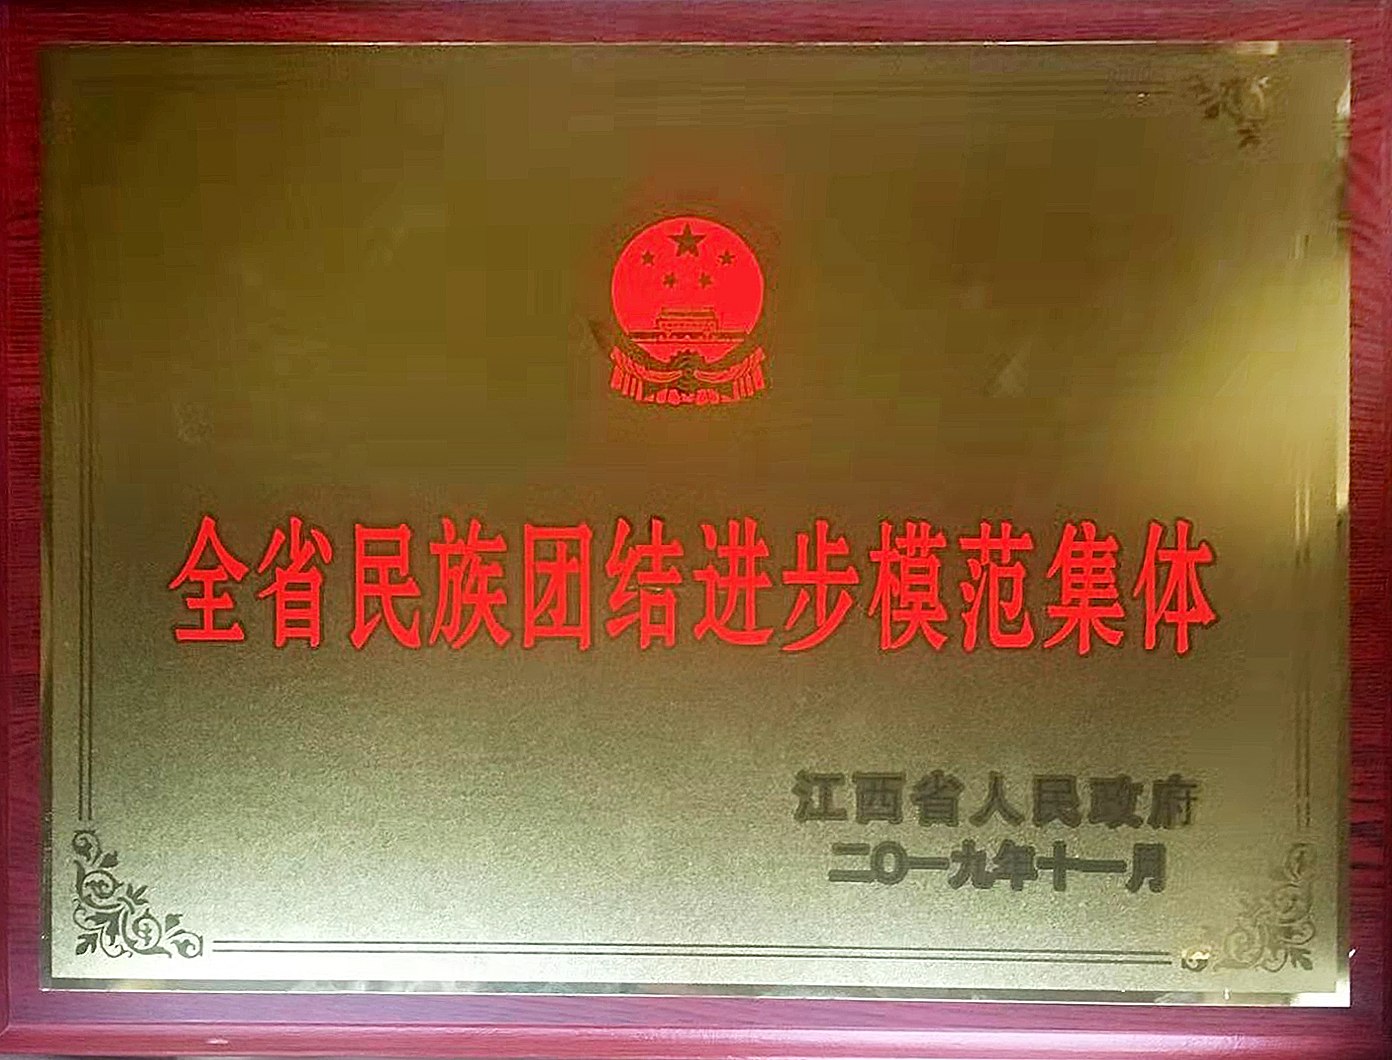 全省民族团结进步模范集体
江西省人民政府
二〇一九年十一月